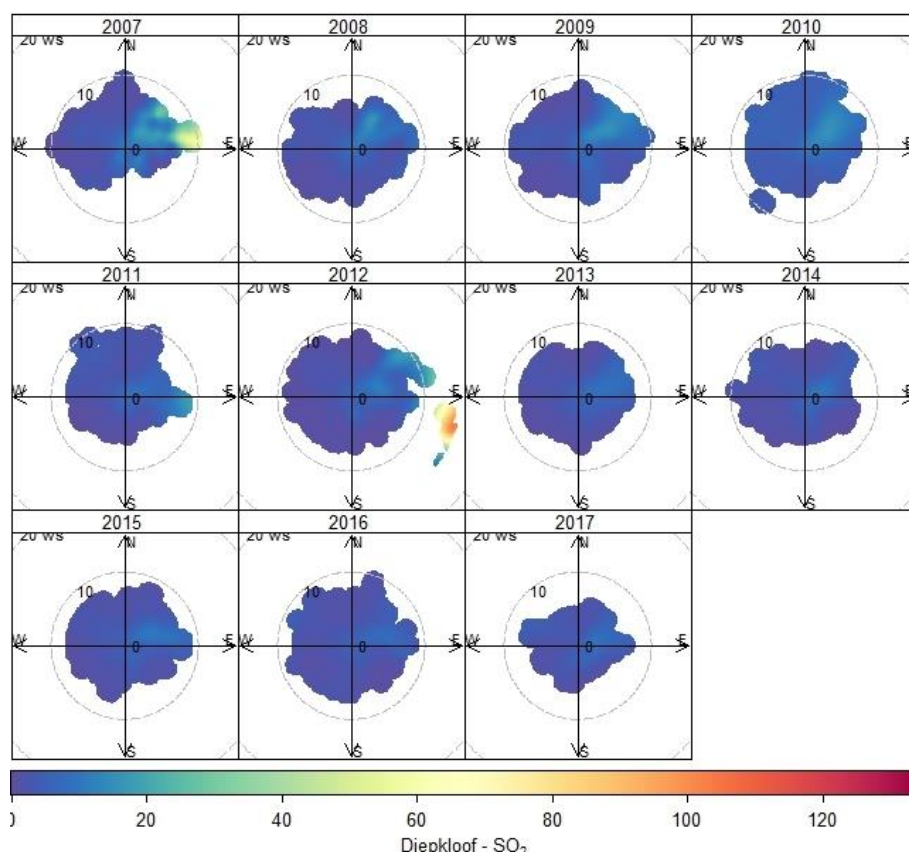 2007 2008 2009 2010
20 ws N 20 ws N 20 ws N 20 ws N
10 10 10 10
W 0 E W 0 E W 0 E W 0 E
S S S S
2011 2012 2013 2014
20 ws N 20 ws N 20 ws N 20 ws N
10 10 10 10
W 0 E W 0 E W 0 E W 0 E
S S S S
2015 2016 2017
20 ws N 20 ws N 20 ws N
10 10 10
W 0 E W 0 E W 0 E
S S S
0 20 40 60 80 100 120
Diepkloof - SO₂